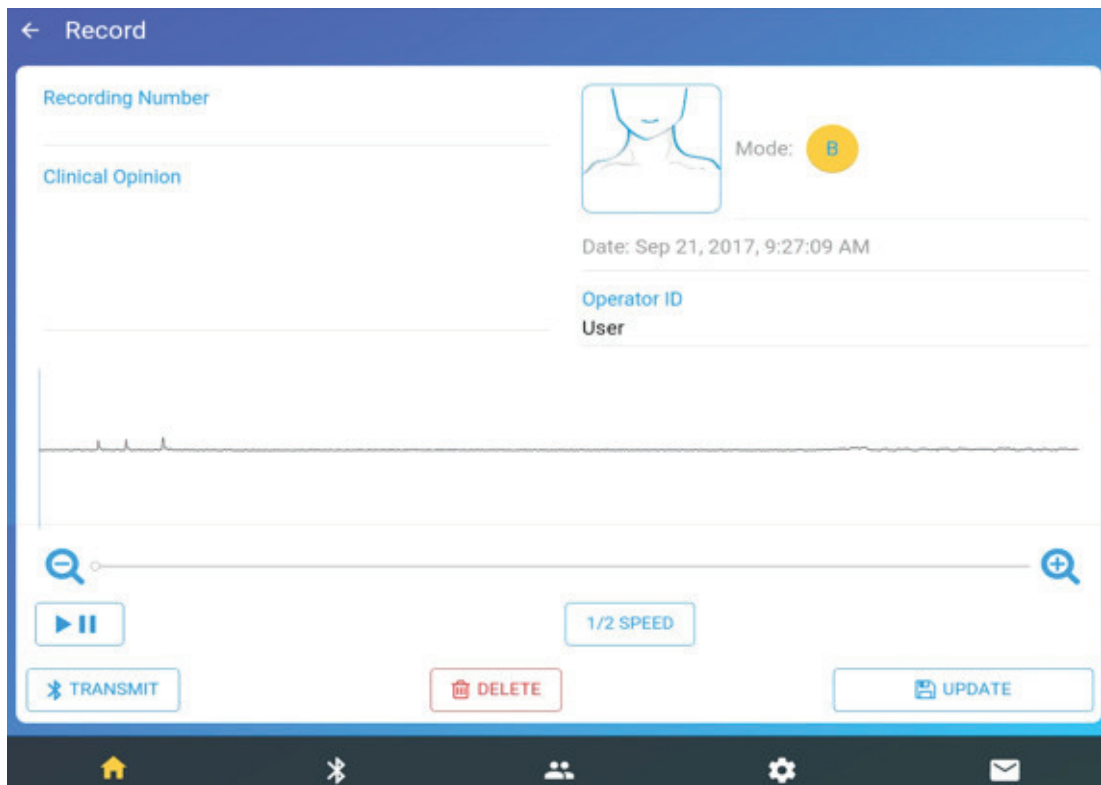 Record
Recording Number
Clinical Opinion
Mode: B
Date: Sep 21, 2017, 9:27:09 AM
Operator ID
User
1/2 SPEED
TRANSMIT
DELETE
UPDATE